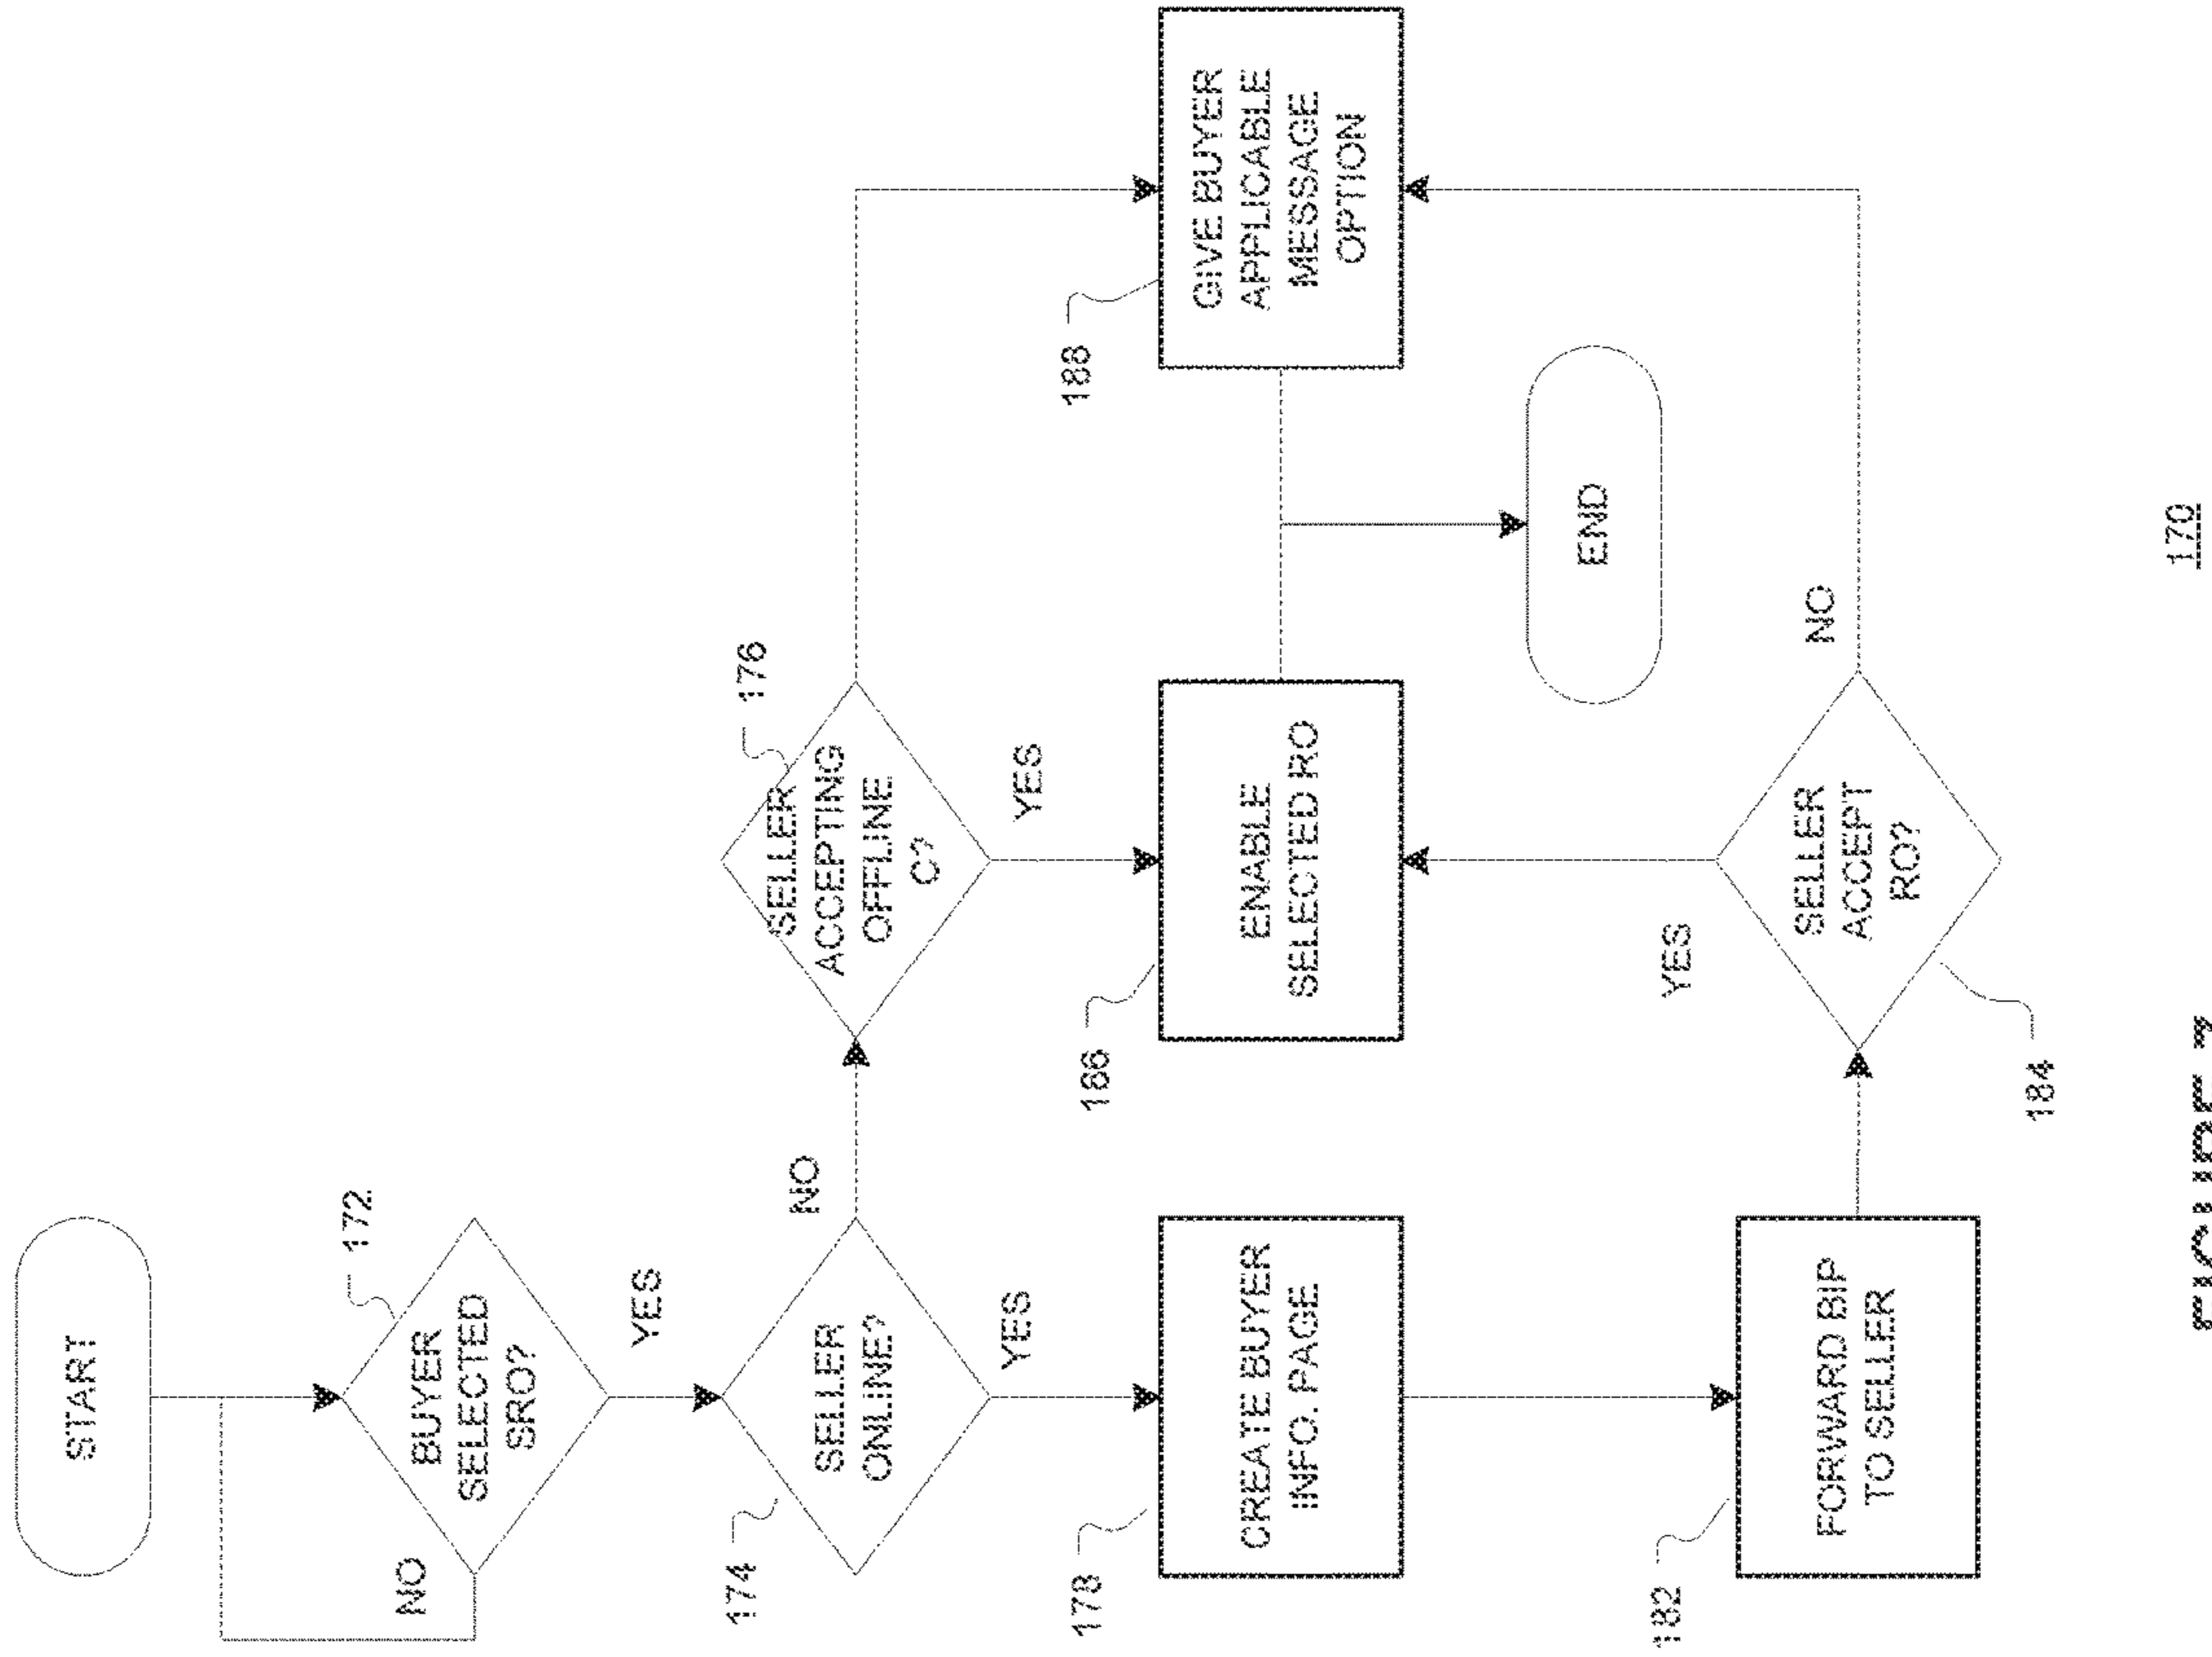 START
172
BUYER
SELECTED
SRO?
NO
YES
174
SELLER
ONLINE?
NO
YES
176
SELLER
ACCEPTING
OFFLINE
C?
YES
178
CREATE BUYER
INFO. PAGE
186
ENABLE
SELECTED RO
188
GIVE BUYER
APPLICABLE
MESSAGE
OPTION
END
182
FORWARD BIP
TO SELLER
184
SELLER
ACCEPT
RO?
YES
NO
170